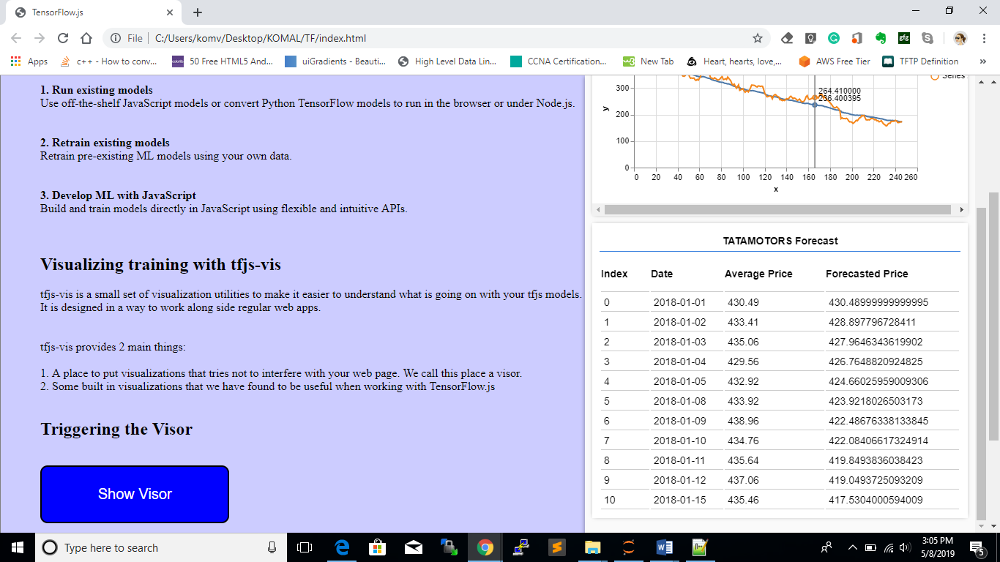 TensorFlow.js
File
C:/Users/komv/Desktop/KOMAL/TF/index.html
gfg
Apps
c++ - How to conv...
50 Free HTML5 And...
uiGradients - Beauti...
High Level Data Lin...
CCNA Certification...
New Tab
Heart, hearts, love,...
AWS Free Tier
TFTP Definition
»
1. Run existing models
Use off-the-shelf JavaScript models or convert Python TensorFlow models to run in the browser or under Node.js.
2. Retrain existing models
Retrain pre-existing ML models using your own data.
3. Develop ML with JavaScript
Build and train models directly in JavaScript using flexible and intuitive APIs.
Visualizing training with tfjs-vis
tfjs-vis is a small set of visualization utilities to make it easier to understand what is going on with your tfjs models.
It is designed in a way to work along side regular web apps.
tfjs-vis provides 2 main things:
1. A place to put visualizations that tries not to interfere with your web page. We call this place a visor.
2. Some built in visualizations that we have found to be useful when working with TensorFlow.js
Triggering the Visor
Show Visor
Series
264.410000
236.400395
300
200
100
0
y
0 20 40 60 80 100 120 140 160 180 200 220 240 260
x
TATAMOTORS Forecast
Index Date Average Price Forecasted Price
0 2018-01-01 430.49 430.48999999999995
1 2018-01-02 433.41 428.897796728411
2 2018-01-03 435.06 427.9646343619902
3 2018-01-04 429.56 426.7648820924825
4 2018-01-05 432.92 424.66025959009306
5 2018-01-08 433.92 423.9218026503173
6 2018-01-09 438.96 422.48676338133845
7 2018-01-10 434.76 422.08406617324914
8 2018-01-11 435.64 419.8493836038423
9 2018-01-12 437.06 419.0493725093209
10 2018-01-15 435.46 417.5304000594009
Type here to search
3:05 PM
5/8/2019
5